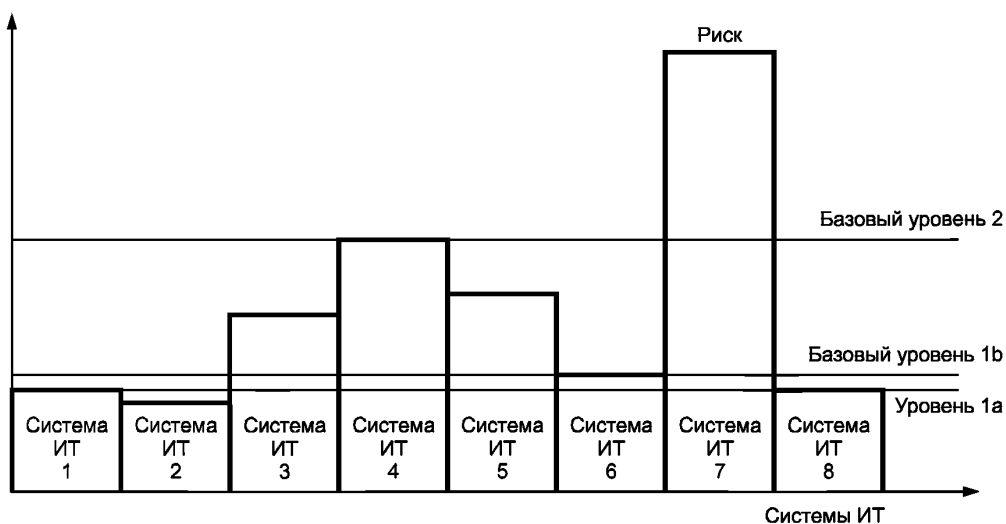 Риск
Базовый уровень 2
Базовый уровень 1b
Уровень 1a
Система
ИТ
1
Система
ИТ
2
Система
ИТ
3
Система
ИТ
4
Система
ИТ
5
Система
ИТ
6
Система
ИТ
7
Система
ИТ
8
Системы ИТ